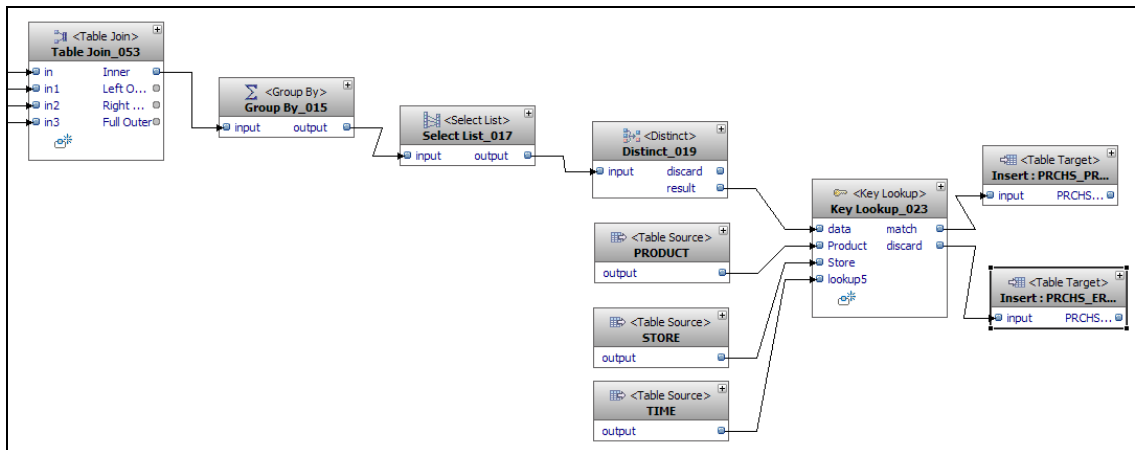 <Table Join>
Table Join_053
in Inner
in1 Left O...
in2 Right ...
in3 Full Outer
<Group By>
Group By_015
input output
<Select List>
Select List_017
input output
<Distinct>
Distinct_019
input discard
result
<Table Source>
PRODUCT
output
<Table Source>
STORE
output
<Table Source>
TIME
output
<Key Lookup>
Key Lookup_023
data match
Product discard
Store
lookup5
<Table Target>
Insert : PRCHS_PR...
input PRCHS...
<Table Target>
Insert : PRCHS_ER...
input PRCHS...